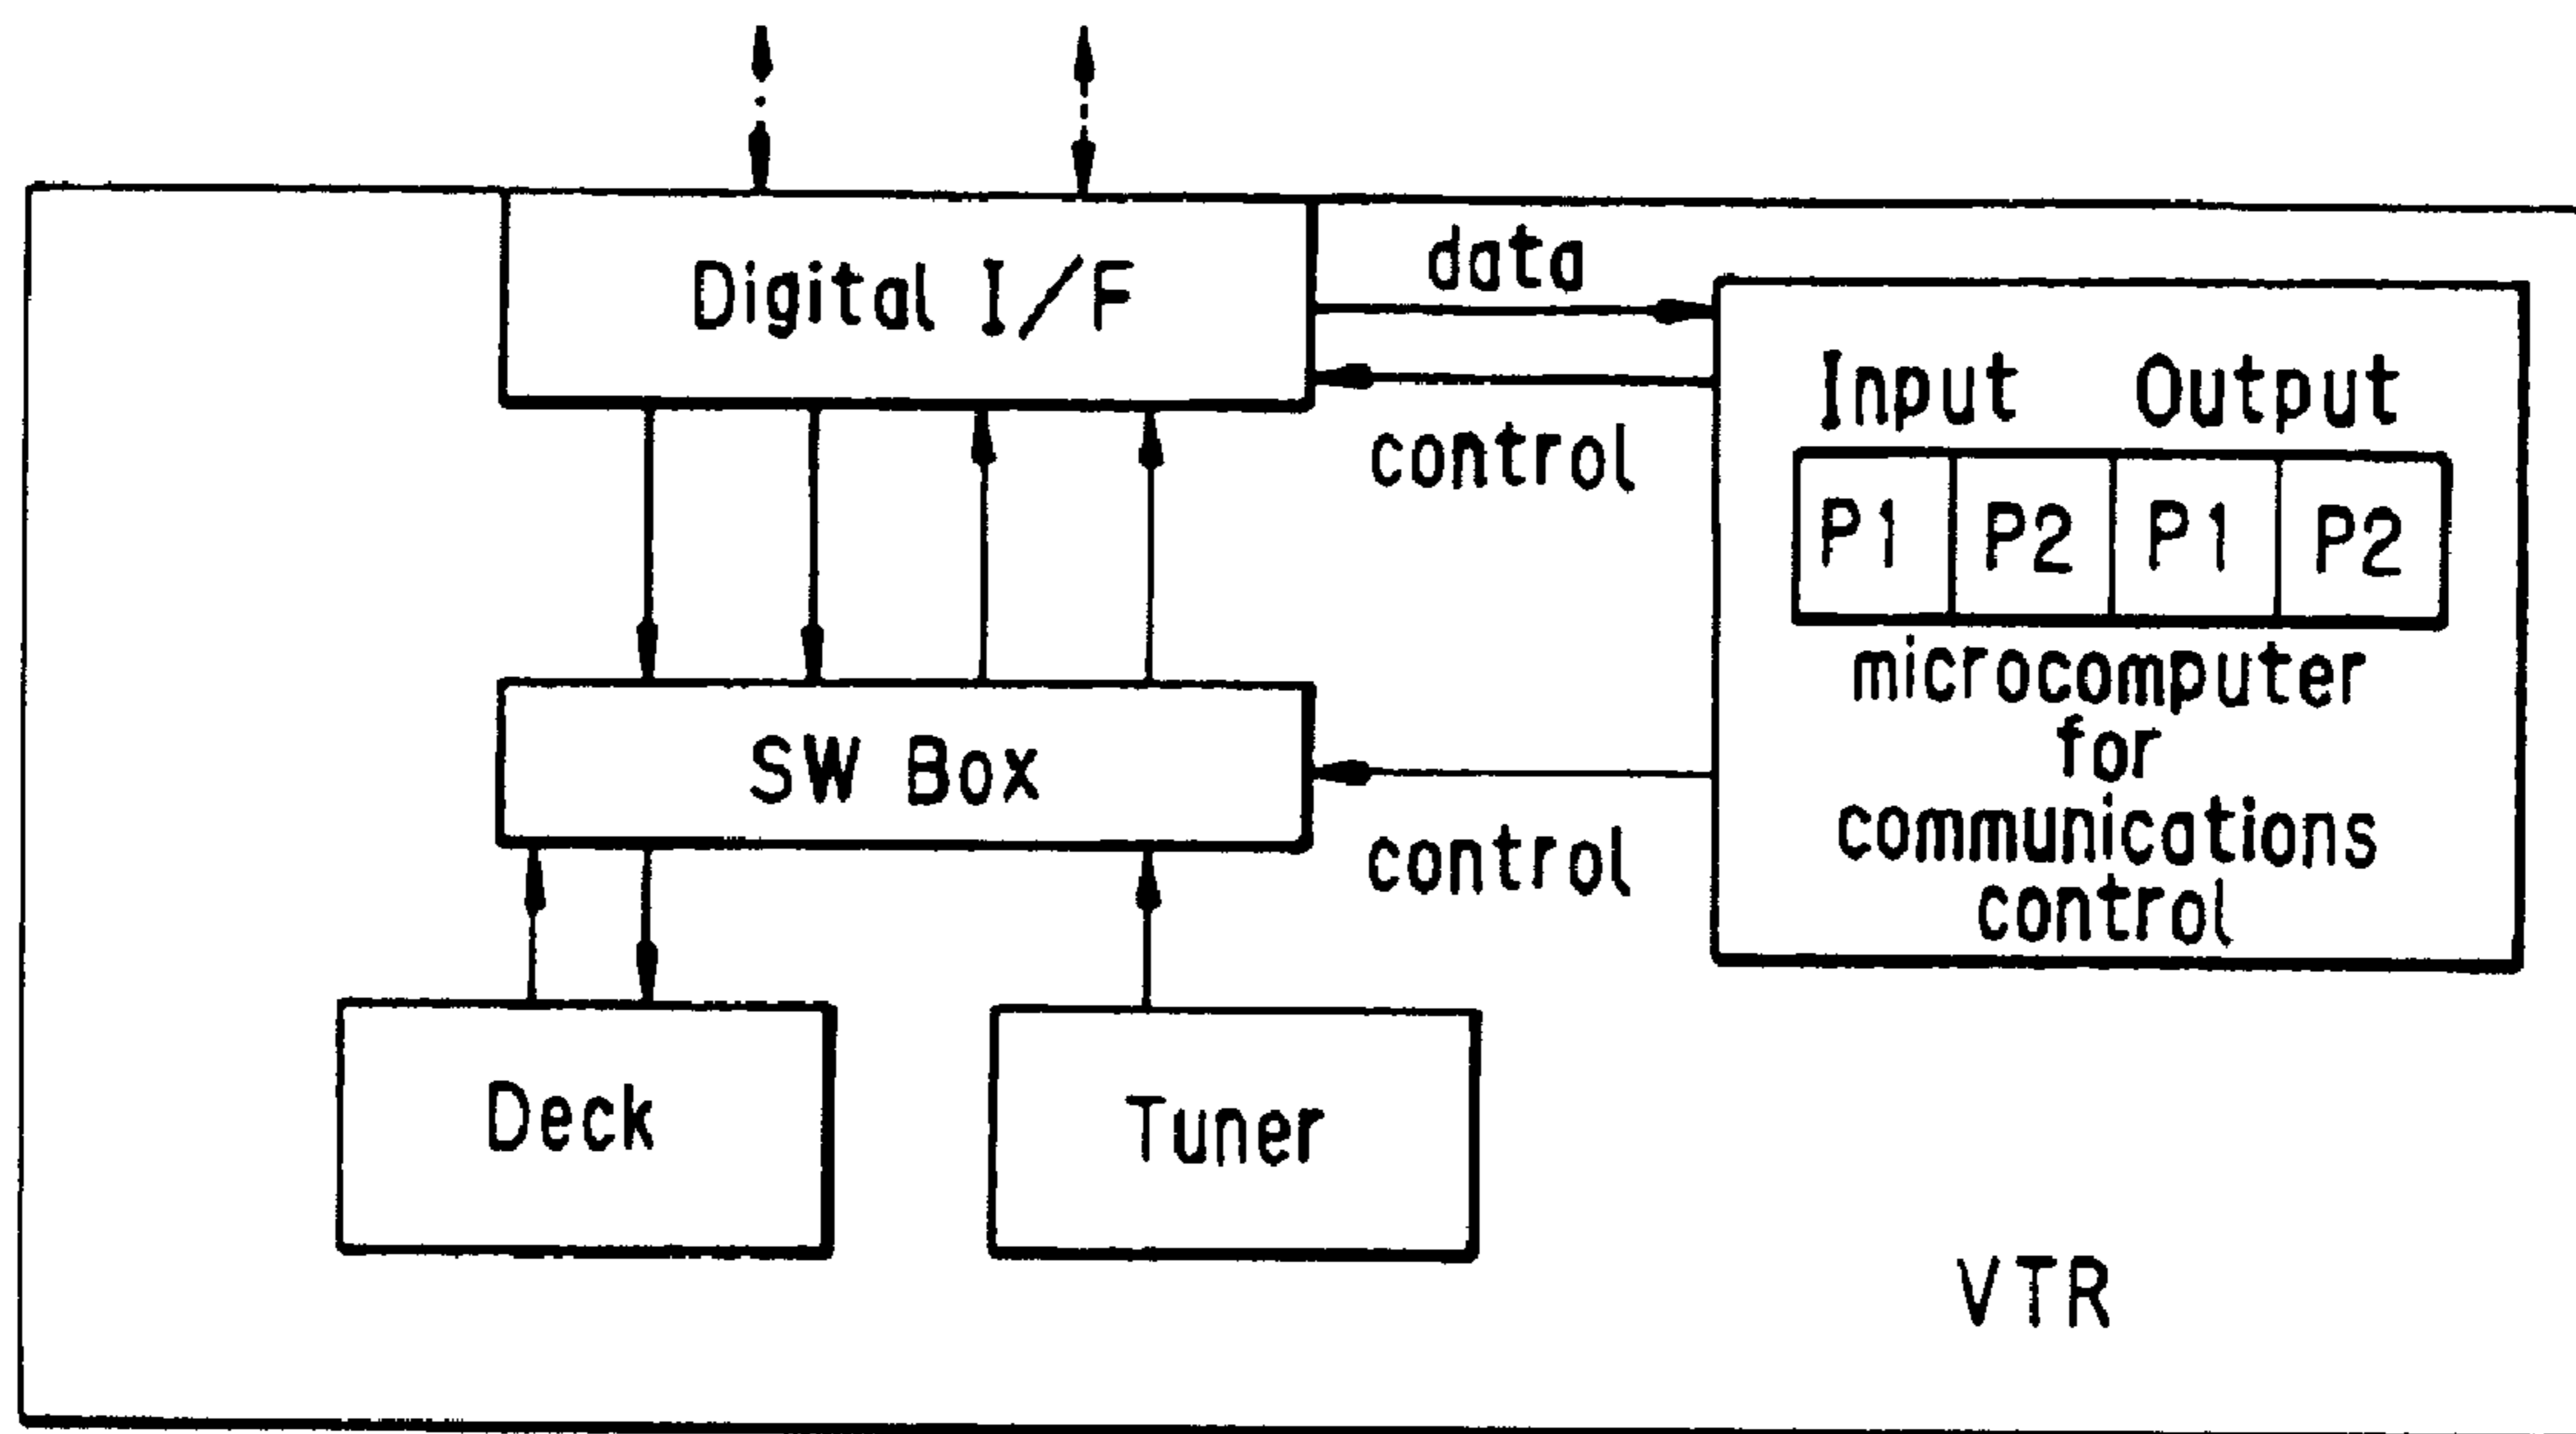 Digital I/F
data
control
Input Output
P1 P2 P1 P2
microcomputer
for
communications
control
SW Box
control
Deck
Tuner
VTR